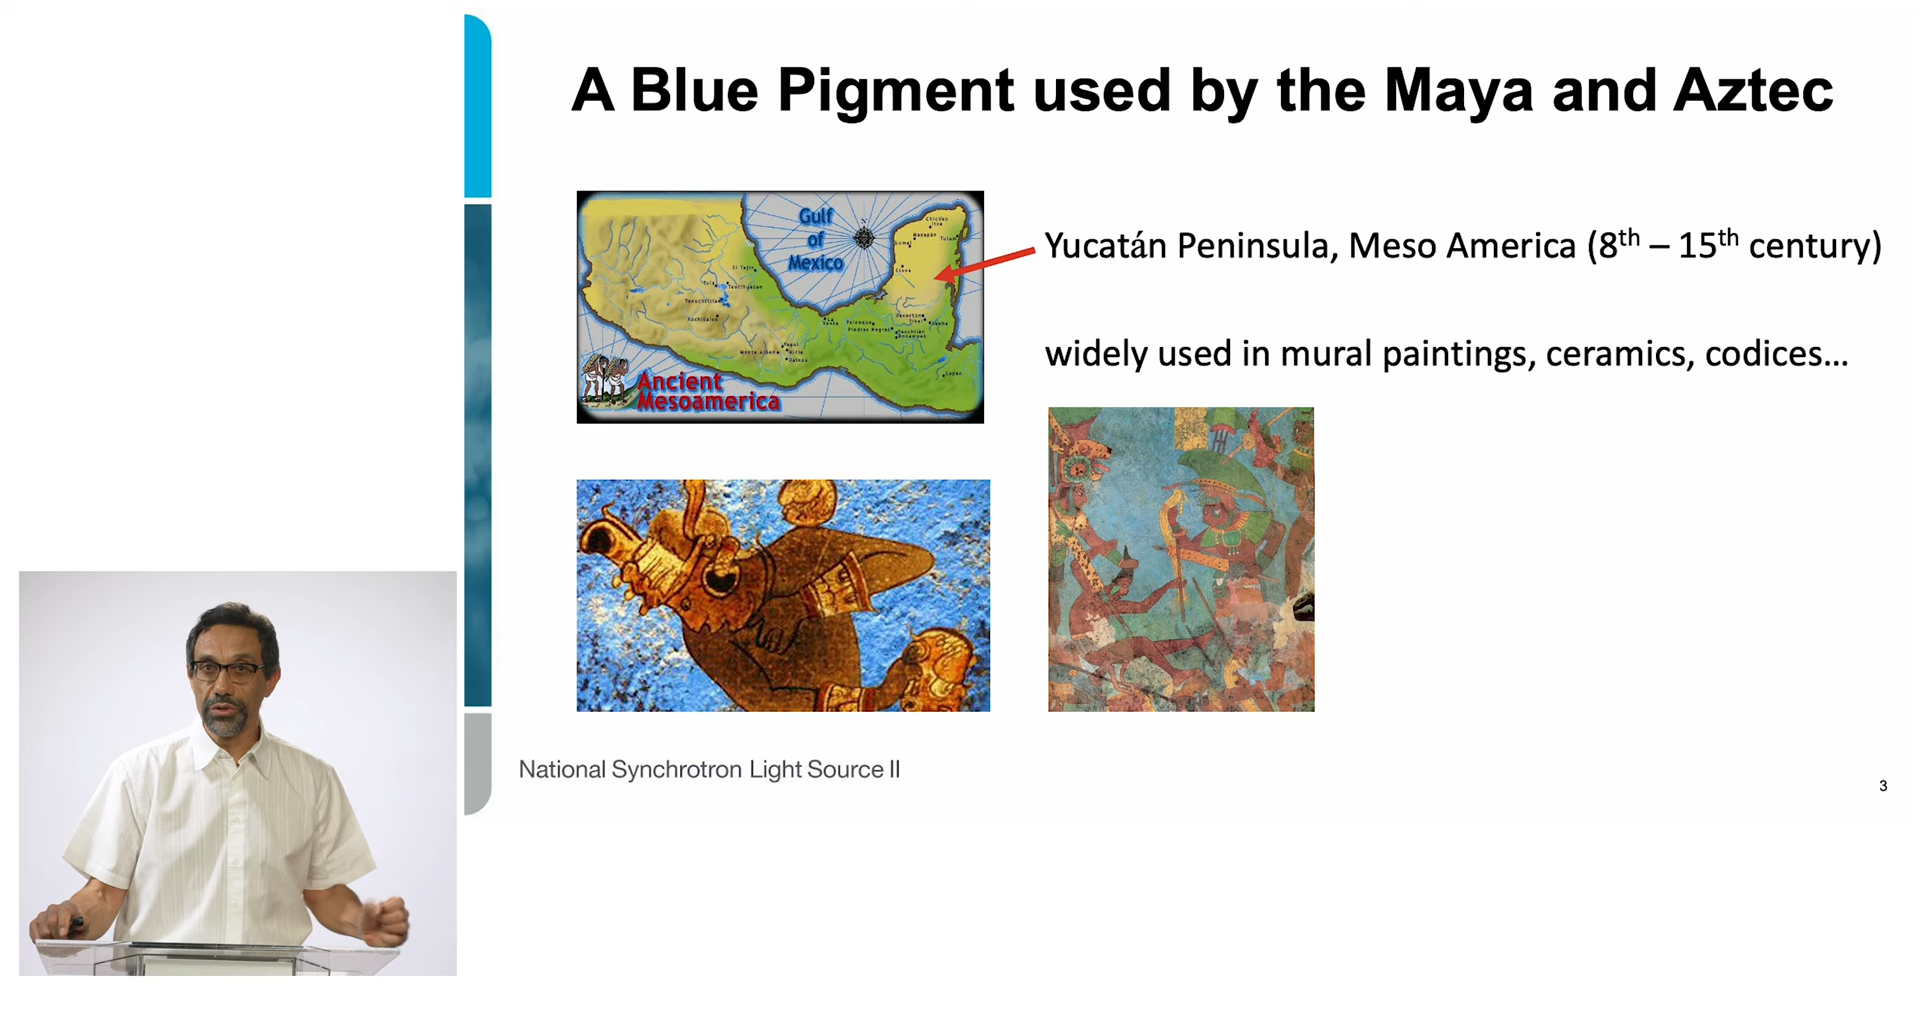 A Blue Pigment used by the Maya and Aztec
Gulf
of
Mexico
Ancient
Mesoamerica
Yucatán Peninsula, Meso America (8th – 15th century)
widely used in mural paintings, ceramics, codices...
National Synchrotron Light Source II
3